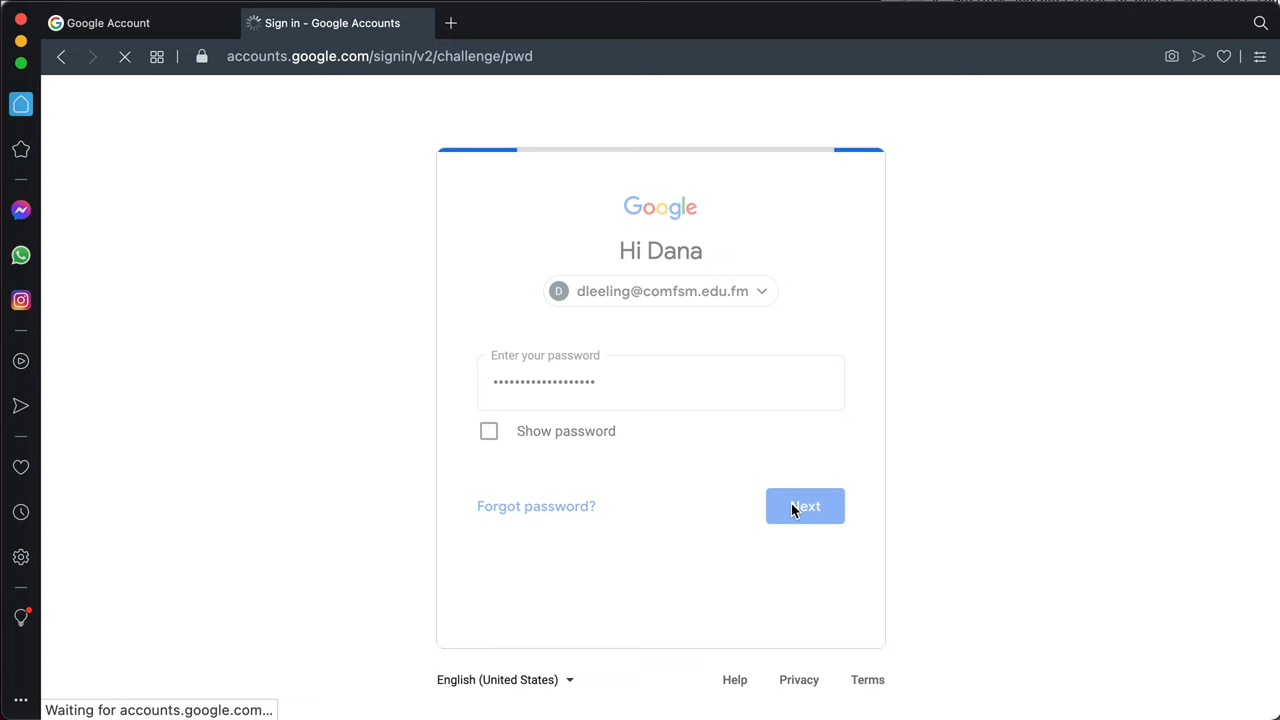 Google Account
Sign in - Google Accounts
accounts.google.com/signin/v2/challenge/pwd
Google
Hi Dana
D dleeling@comfsm.edu.fm
Enter your password
•••••••••••••••••••
Show password
Forgot password?
Next
English (United States)
Help
Privacy
Terms
Waiting for accounts.google.com...